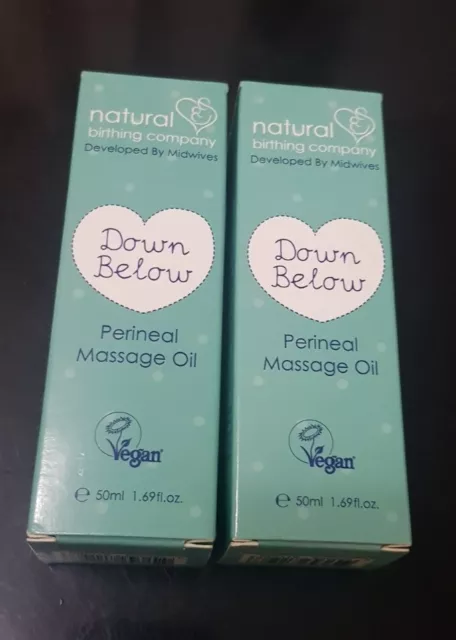 natural
birthing company
Developed By Midwives
Down
Below
Perineal
Massage Oil
Vegan
℮ 50ml 1.69fl.oz.
natural
birthing company
Developed By Midwives
Down
Below
Perineal
Massage Oil
Vegan
℮ 50ml 1.69fl.oz.